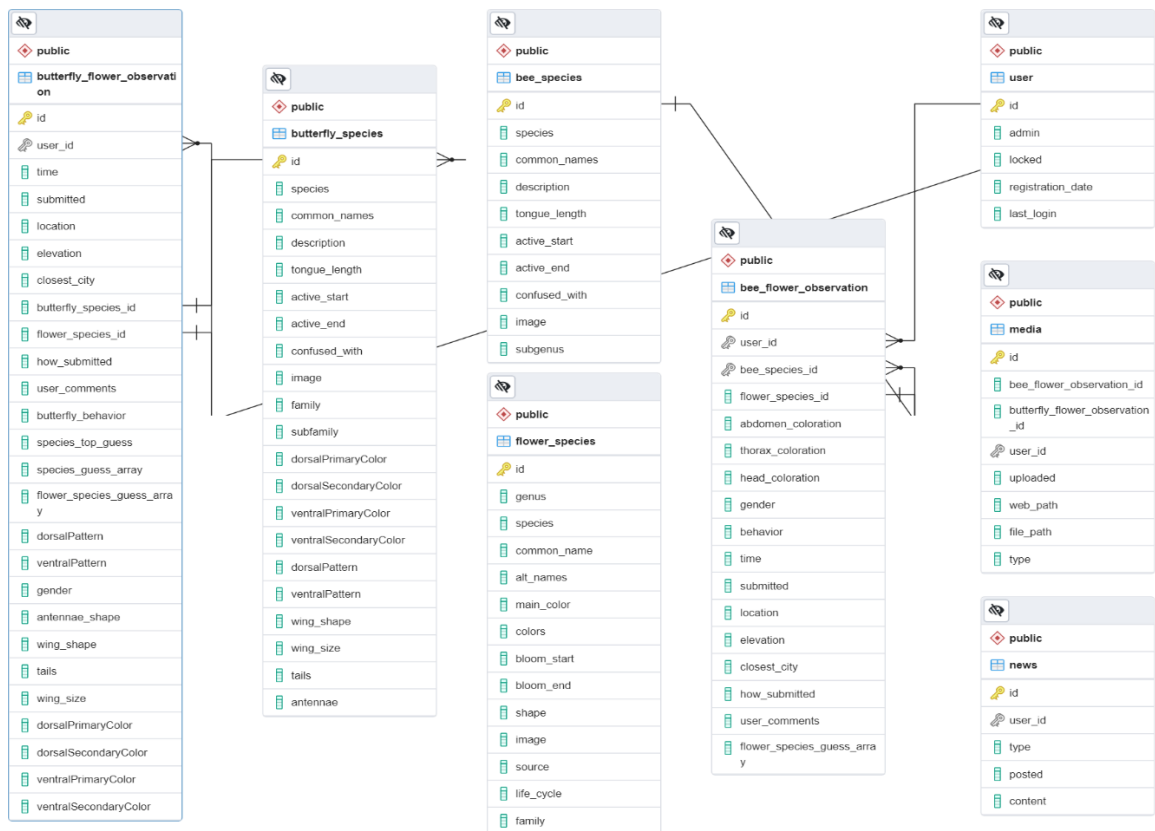 public
butterfly_flower_observati
on
id
user_id
time
submitted
location
elevation
closest_city
butterfly_species_id
flower_species_id
how_submitted
user_comments
butterfly_behavior
species_top_guess
species_guess_array
flower_species_guess_arra
y
dorsalPattern
ventralPattern
gender
antennae_shape
wing_shape
tails
wing_size
dorsalPrimaryColor
dorsalSecondaryColor
ventralPrimaryColor
ventralSecondaryColor
public
butterfly_species
id
species
common_names
description
tongue_length
active_start
active_end
confused_with
image
family
subfamily
dorsalPrimaryColor
dorsalSecondaryColor
ventralPrimaryColor
ventralSecondaryColor
dorsalPattern
ventralPattern
wing_shape
wing_size
tails
antennae
public
bee_species
id
species
common_names
description
tongue_length
active_start
active_end
confused_with
image
subgenus
public
flower_species
id
genus
species
common_name
alt_names
main_color
colors
bloom_start
bloom_end
shape
image
source
life_cycle
family
public
bee_flower_observation
id
user_id
bee_species_id
flower_species_id
abdomen_coloration
thorax_coloration
head_coloration
gender
behavior
time
submitted
location
elevation
closest_city
how_submitted
user_comments
flower_species_guess_arra
y
public
user
id
admin
locked
registration_date
last_login
public
media
id
bee_flower_observation_id
butterfly_flower_observation
_id
user_id
uploaded
web_path
file_path
type
public
news
id
user_id
type
posted
content